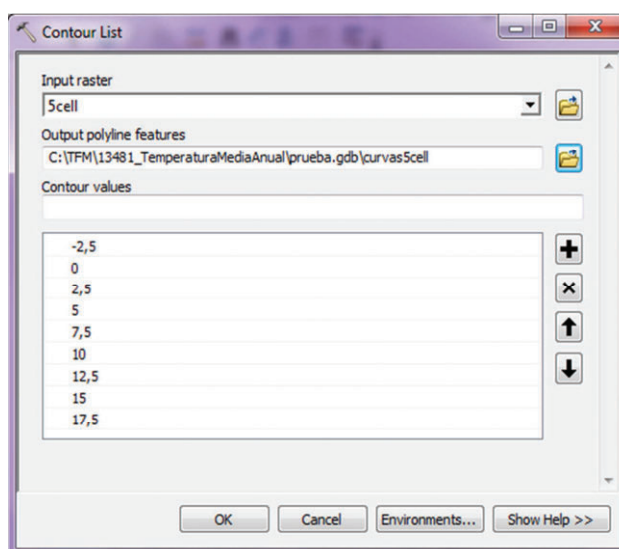 Contour List
Input raster
5cell
Output polyline features
C:\TFM\13481_TemperaturaMediaAnual\prueba.gdb\curvas5cell
Contour values
-2,5
0
2,5
5
7,5
10
12,5
15
17,5
OK
Cancel
Environments...
Show Help >>